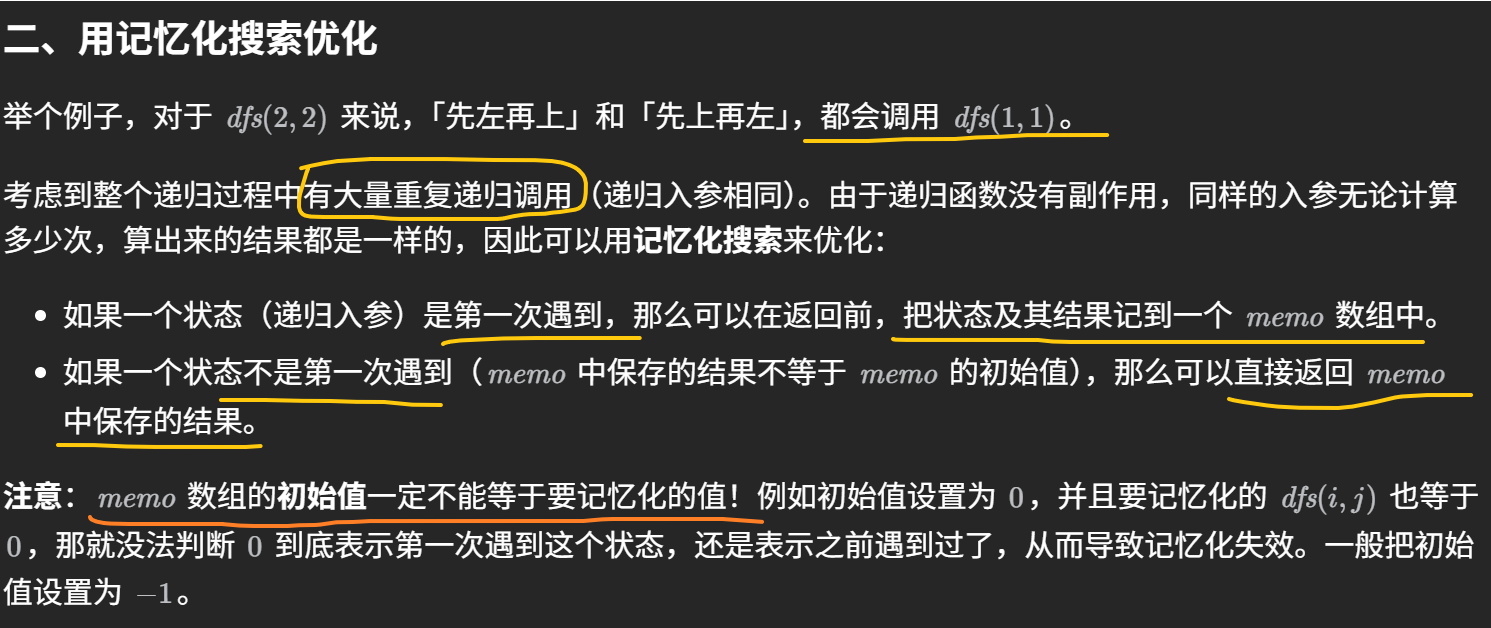 二、用记忆化搜索优化
举个例子，对于 dfs(2, 2) 来说，「先左再上」和「先上再左」，都会调用 dfs(1, 1)。
考虑到整个递归过程中有大量重复递归调用（递归入参相同）。由于递归函数没有副作用，同样的入参无论计算
多少次，算出来的结果都是一样的，因此可以用记忆化搜索来优化：
• 如果一个状态（递归入参）是第一次遇到，那么可以在返回前，把状态及其结果记到一个 memo 数组中。
• 如果一个状态不是第一次遇到（memo 中保存的结果不等于 memo 的初始值），那么可以直接返回 memo
中保存的结果。
注意：memo 数组的初始值一定不能等于要记忆化的值！例如初始值设置为 0，并且要记忆化的 dfs(i, j) 也等于
0，那就没法判断 0 到底表示第一次遇到这个状态，还是表示之前遇到过了，从而导致记忆化失效。一般把初始
值设置为 −1。